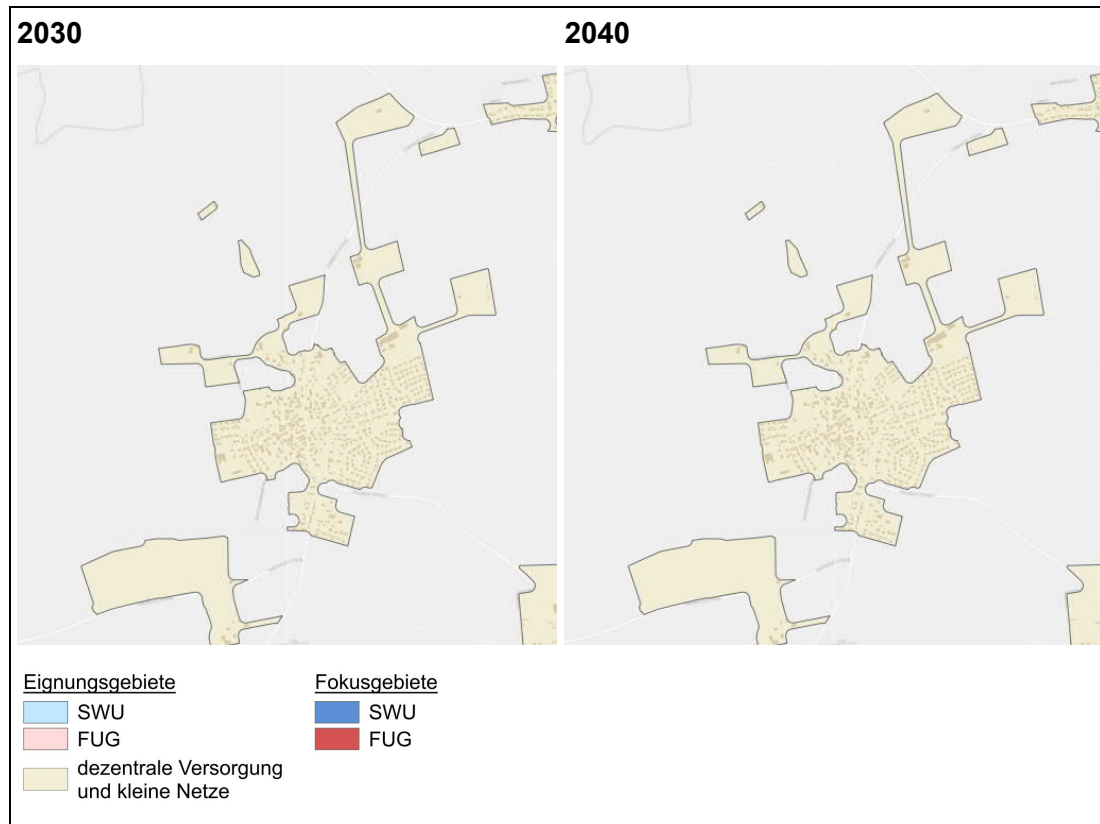 2030
2040
Eignungsgebiete
SWU
FUG
dezentrale Versorgung
und kleine Netze
Fokusgebiete
SWU
FUG